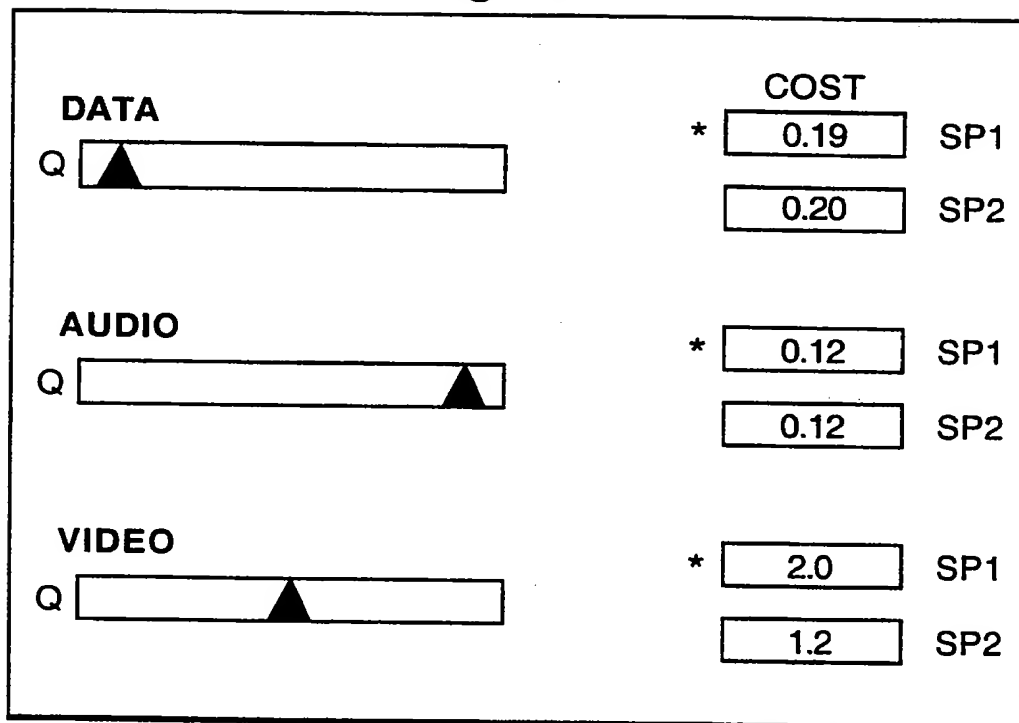 COST
DATA
* 0.19 SP1
Q
0.20 SP2
AUDIO
* 0.12 SP1
Q
0.12 SP2
VIDEO
* 2.0 SP1
Q
1.2 SP2